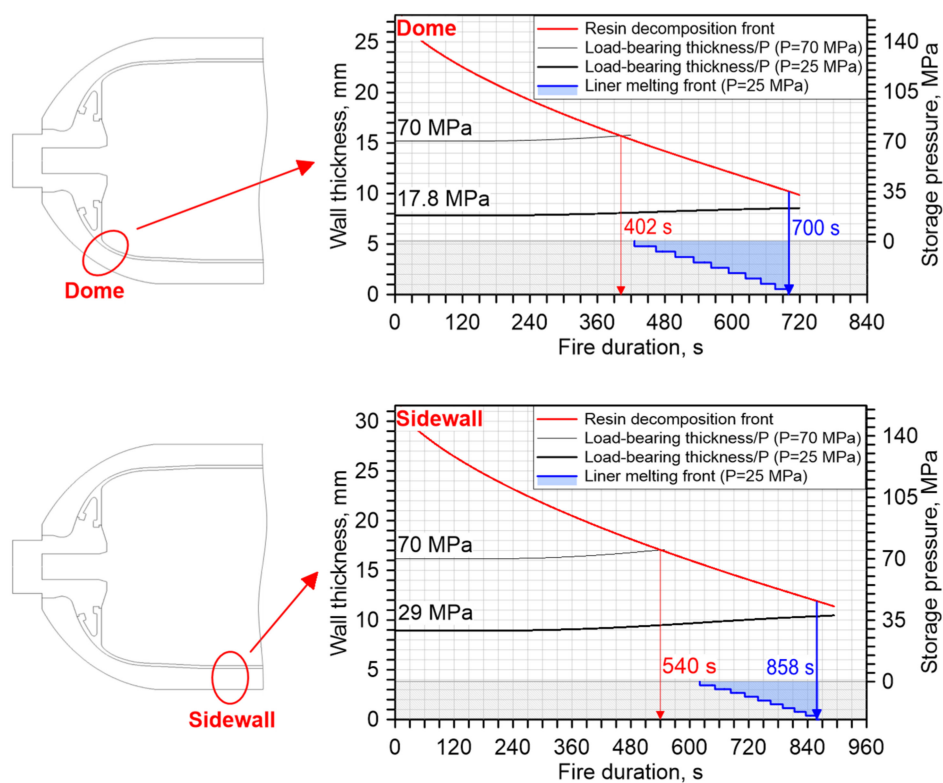 Dome
Dome
Resin decomposition front
Load-bearing thickness/P (P=70 MPa)
Load-bearing thickness/P (P=25 MPa)
Liner melting front (P=25 MPa)
Wall thickness, mm
25
20
15
10
5
0
70 MPa
17.8 MPa
402 s
700 s
140
105
70
35
0
Storage pressure, MPa
0 120 240 360 480 600 720 840
Fire duration, s
Sidewall
Sidewall
Resin decomposition front
Load-bearing thickness/P (P=70 MPa)
Load-bearing thickness/P (P=25 MPa)
Liner melting front (P=25 MPa)
Wall thickness, mm
30
25
20
15
10
5
0
70 MPa
29 MPa
540 s
858 s
140
105
70
35
0
Storage pressure, MPa
0 120 240 360 480 600 720 840 960
Fire duration, s